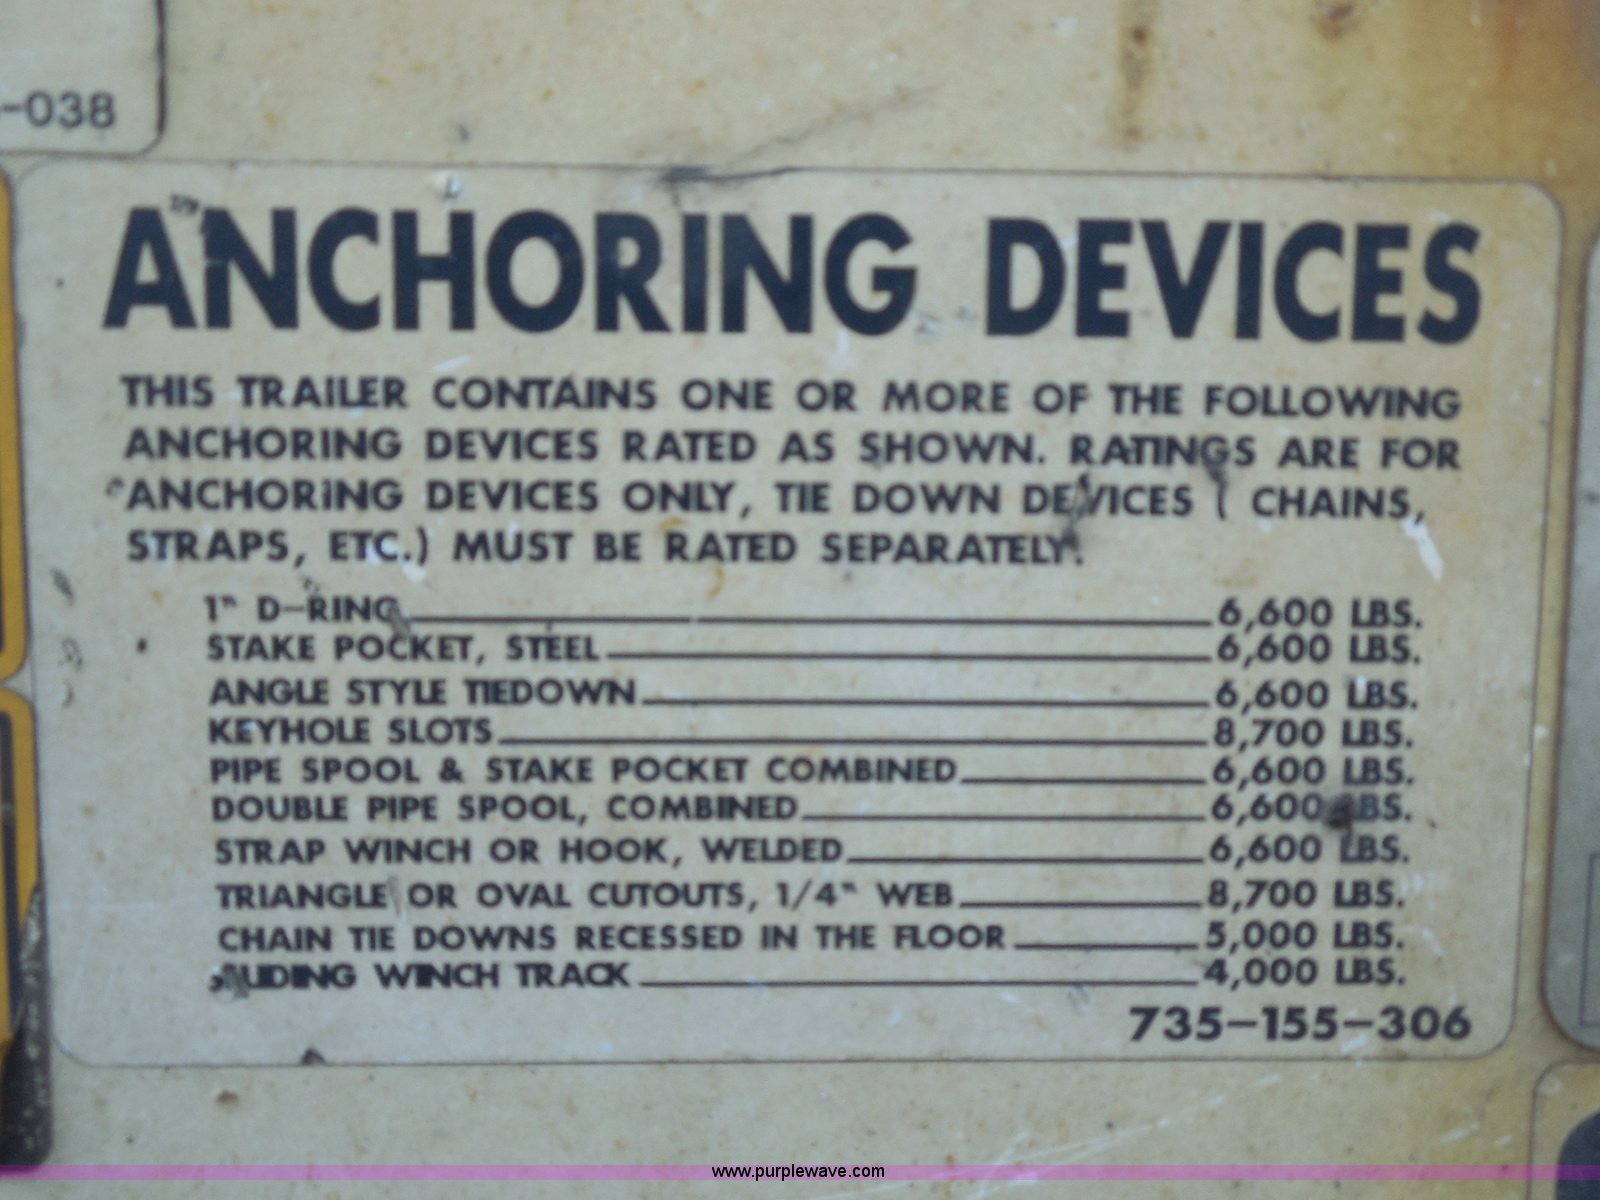 -038
ANCHORING DEVICES
THIS TRAILER CONTAINS ONE OR MORE OF THE FOLLOWING
ANCHORING DEVICES RATED AS SHOWN. RATINGS ARE FOR
ANCHORING DEVICES ONLY, TIE DOWN DEVICES ( CHAINS,
STRAPS, ETC.) MUST BE RATED SEPARATELY.
1" D-RING 6,600 LBS.
STAKE POCKET, STEEL 6,600 LBS.
ANGLE STYLE TIEDOWN 6,600 LBS.
KEYHOLE SLOTS 8,700 LBS.
PIPE SPOOL & STAKE POCKET COMBINED 6,600 LBS.
DOUBLE PIPE SPOOL, COMBINED 6,600 LBS.
STRAP WINCH OR HOOK, WELDED 6,600 LBS.
TRIANGLE OR OVAL CUTOUTS, 1/4" WEB 8,700 LBS.
CHAIN TIE DOWNS RECESSED IN THE FLOOR 5,000 LBS.
SLIDING WINCH TRACK 4,000 LBS.
735-155-306
www.purplewave.com